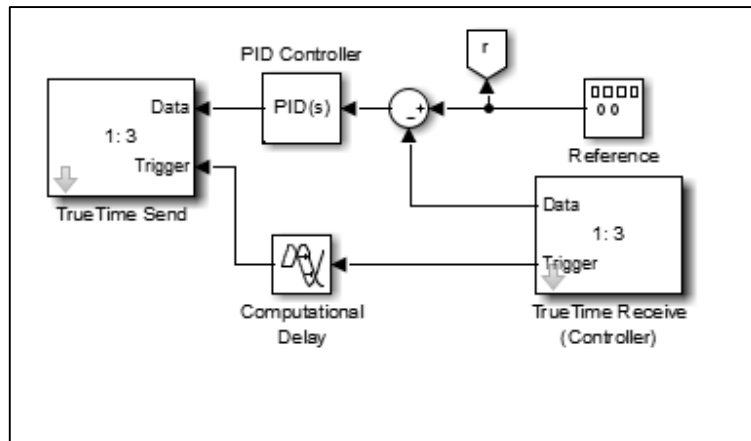 r
PID Controller
PID(s)
Data
1: 3
Trigger
TrueTime Send
Reference
Data
1: 3
Trigger
TrueTime Receive
(Controller)
Computational
Delay